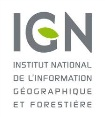 IGN
INSTITUT NATIONAL
DE L'INFORMATION
GÉOGRAPHIQUE
ET FORESTIÈRE